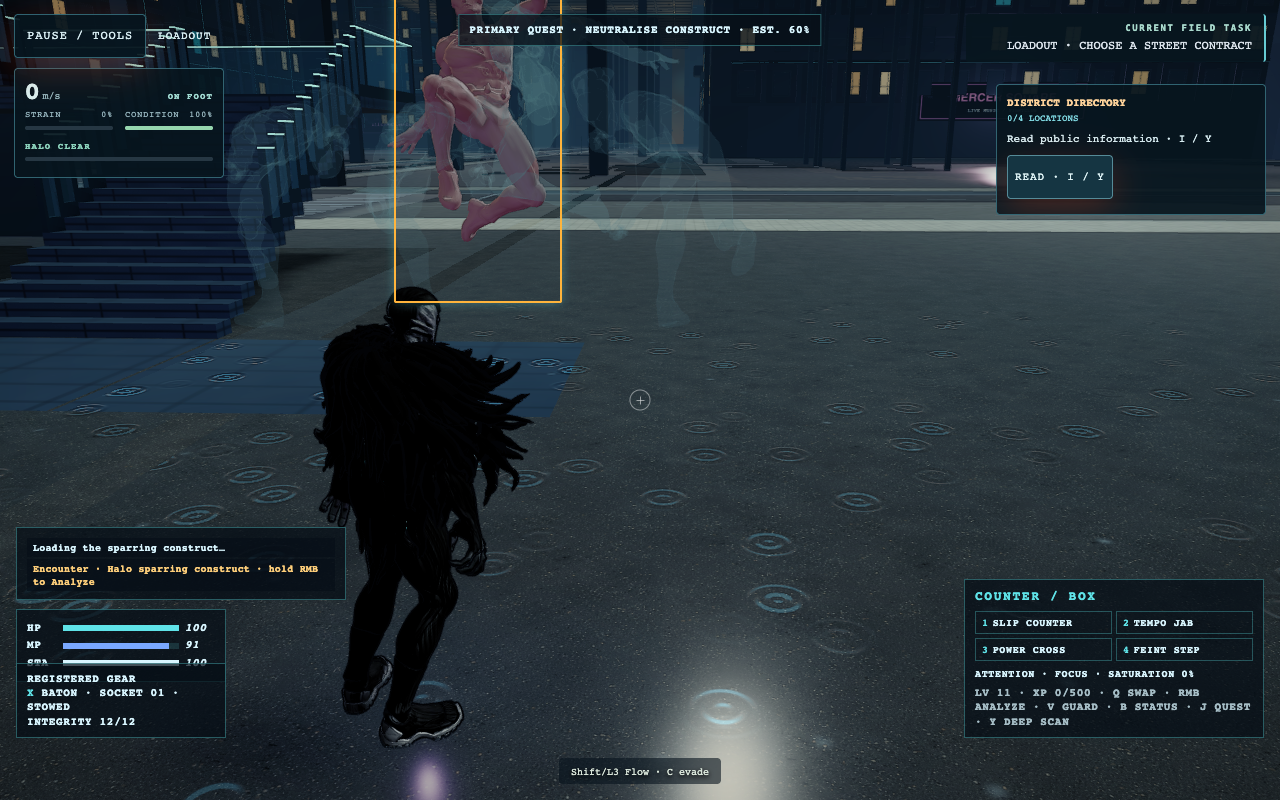 PAUSE / TOOLS
LOADOUT
PRIMARY QUEST · NEUTRALISE CONSTRUCT · EST. 60%
CURRENT FIELD TASK
LOADOUT · CHOOSE A STREET CONTRACT
0 m/s
ON FOOT
STRAIN 0%
CONDITION 100%
HALO CLEAR
DISTRICT DIRECTORY
0/4 LOCATIONS
Read public information · I / Y
READ · I / Y
Loading the sparring construct…
Encounter · Halo sparring construct · hold RMB
to Analyze
HP 100
MP 91
STA 100
REGISTERED GEAR
X BATON · SOCKET 01 ·
STOWED
INTEGRITY 12/12
COUNTER / BOX
1 SLIP COUNTER
2 TEMPO JAB
3 POWER CROSS
4 FEINT STEP
ATTENTION · FOCUS · SATURATION 0%
LV 11 · XP 0/500 · Q SWAP · RMB
ANALYZE · V GUARD · B STATUS · J QUEST
· Y DEEP SCAN
Shift/L3 Flow · C evade